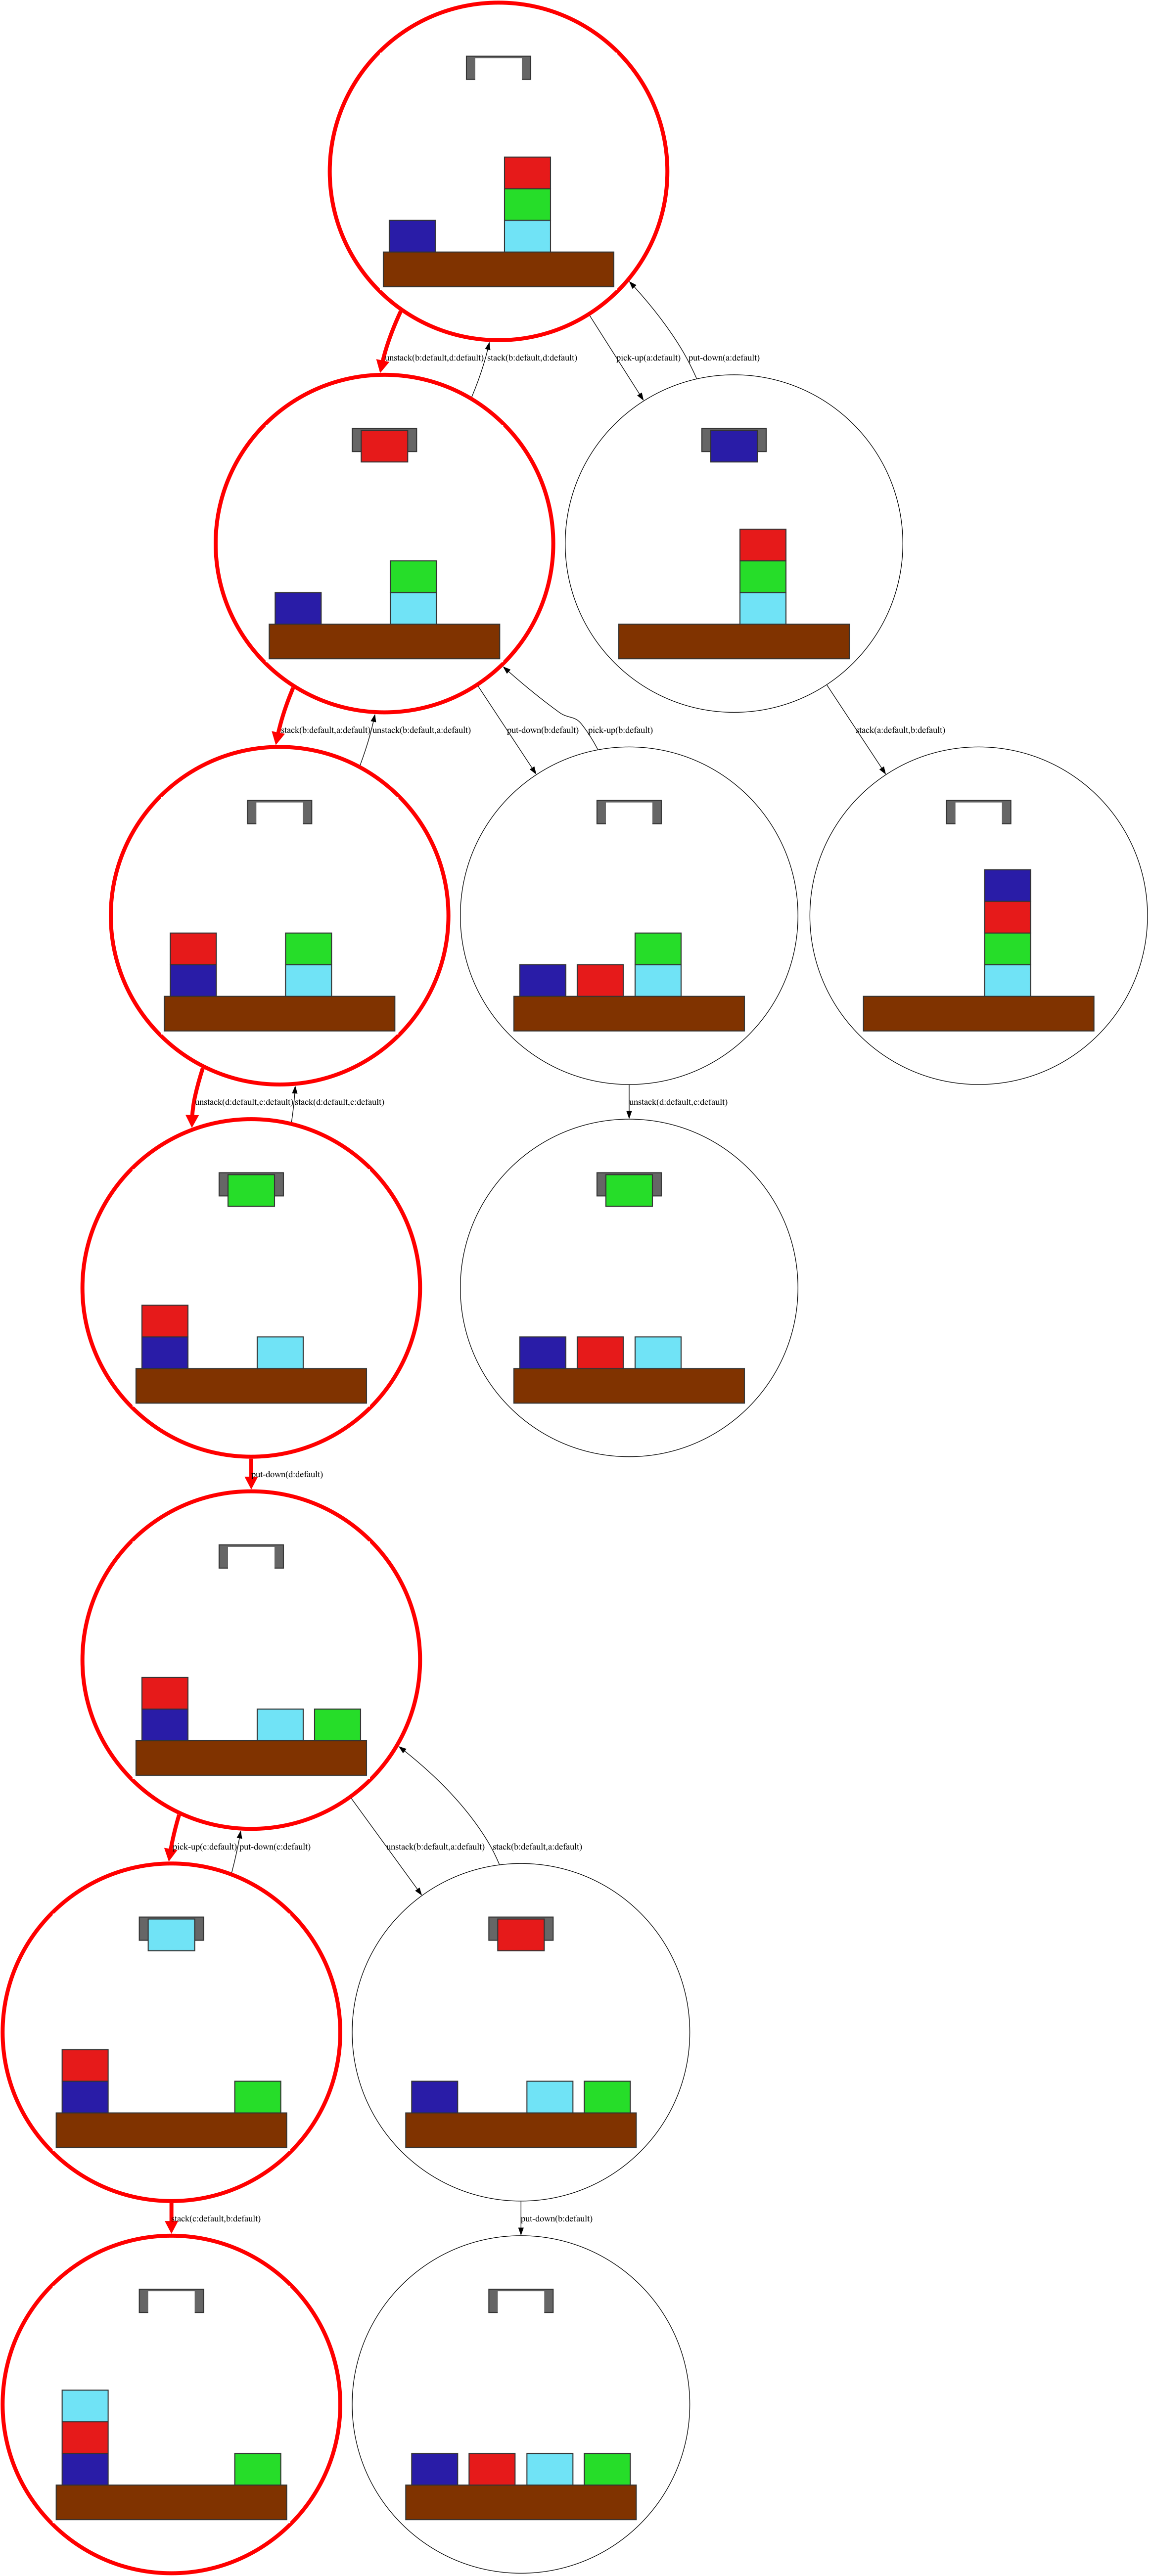 unstack(b:default,d:default)
stack(b:default,d:default)
pick-up(a:default)
put-down(a:default)
stack(b:default,a:default)
unstack(b:default,a:default)
put-down(b:default)
pick-up(b:default)
stack(a:default,b:default)
unstack(d:default,c:default)
stack(d:default,c:default)
unstack(d:default,c:default)
put-down(d:default)
pick-up(c:default)
put-down(c:default)
unstack(b:default,a:default)
stack(b:default,a:default)
stack(c:default,b:default)
put-down(b:default)